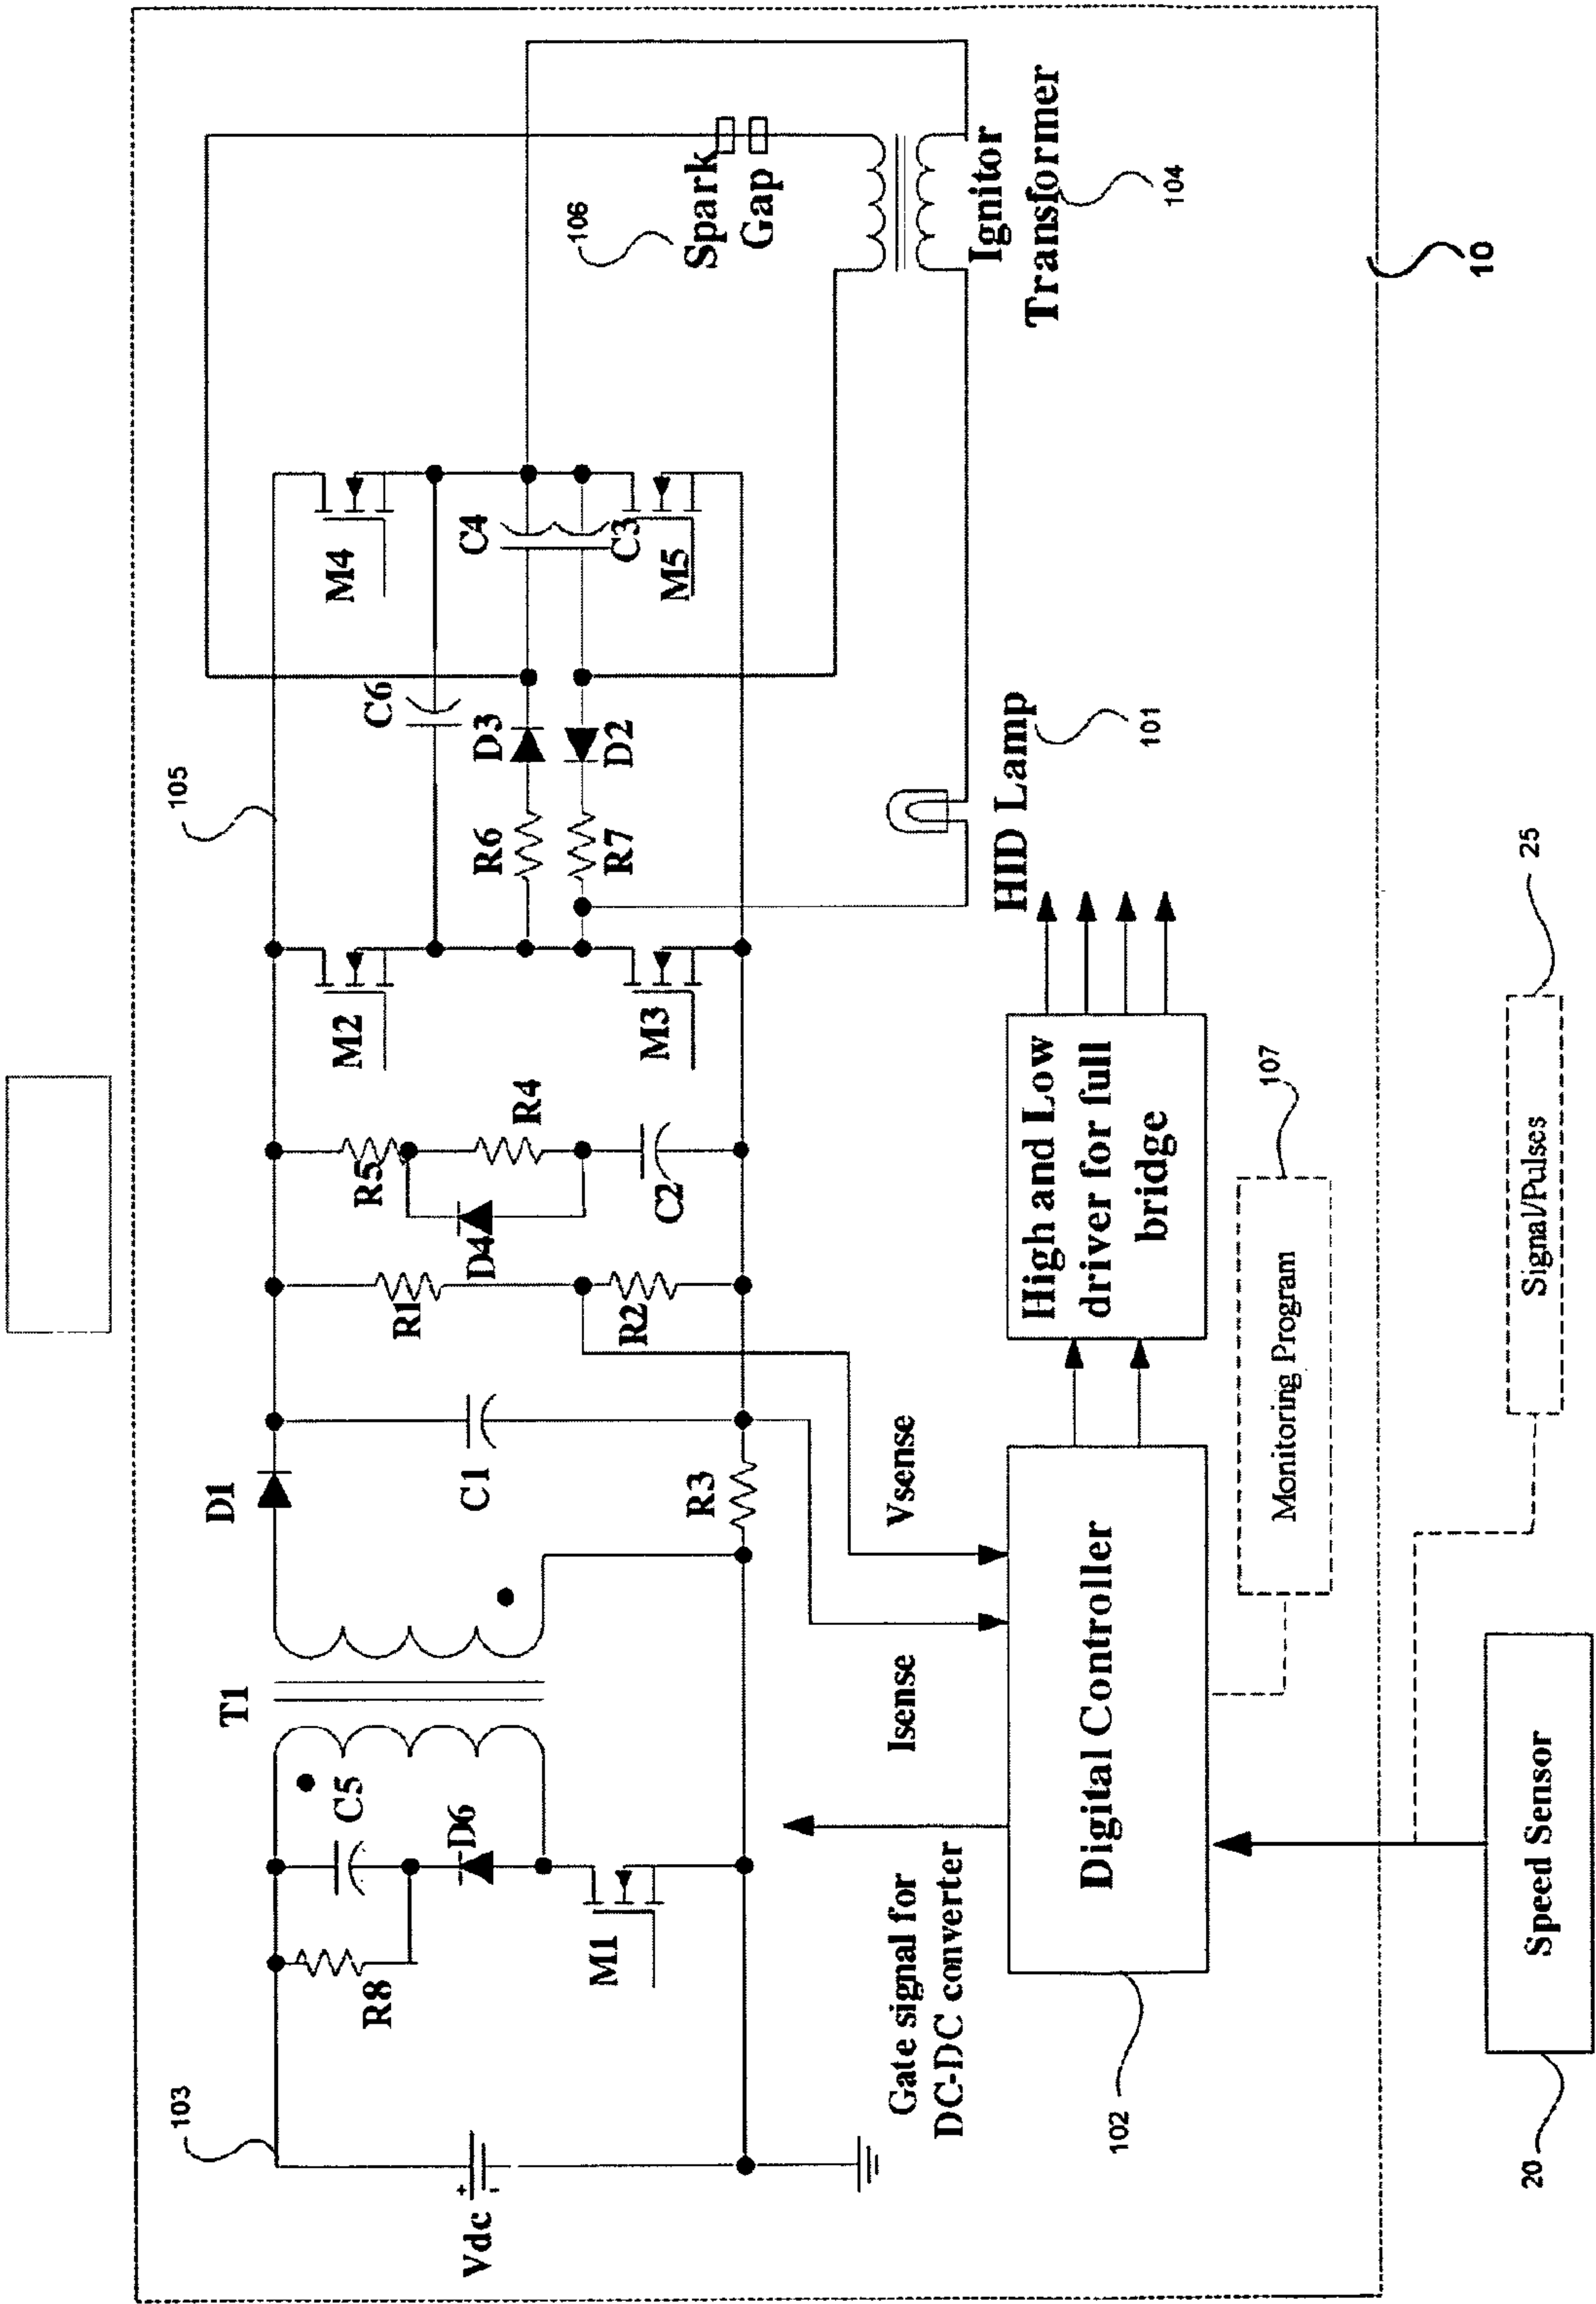 103
105
Vdc
+
-
R8
C5
D6
M1
T1
D1
C1
R3
R1
R2
R5
R4
D4
C2
M2
M3
C6
R6
D3
R7
D2
M4
C4
C3
M5
106
Spark
Gap
Ignitor
Transformer
104
HID Lamp
101
Gate signal for
DC-DC converter
Isense
Vsense
Digital Controller
102
High and Low
driver for full
bridge
Monitoring Program
107
10
Speed Sensor
20
Signal/Pulses
25